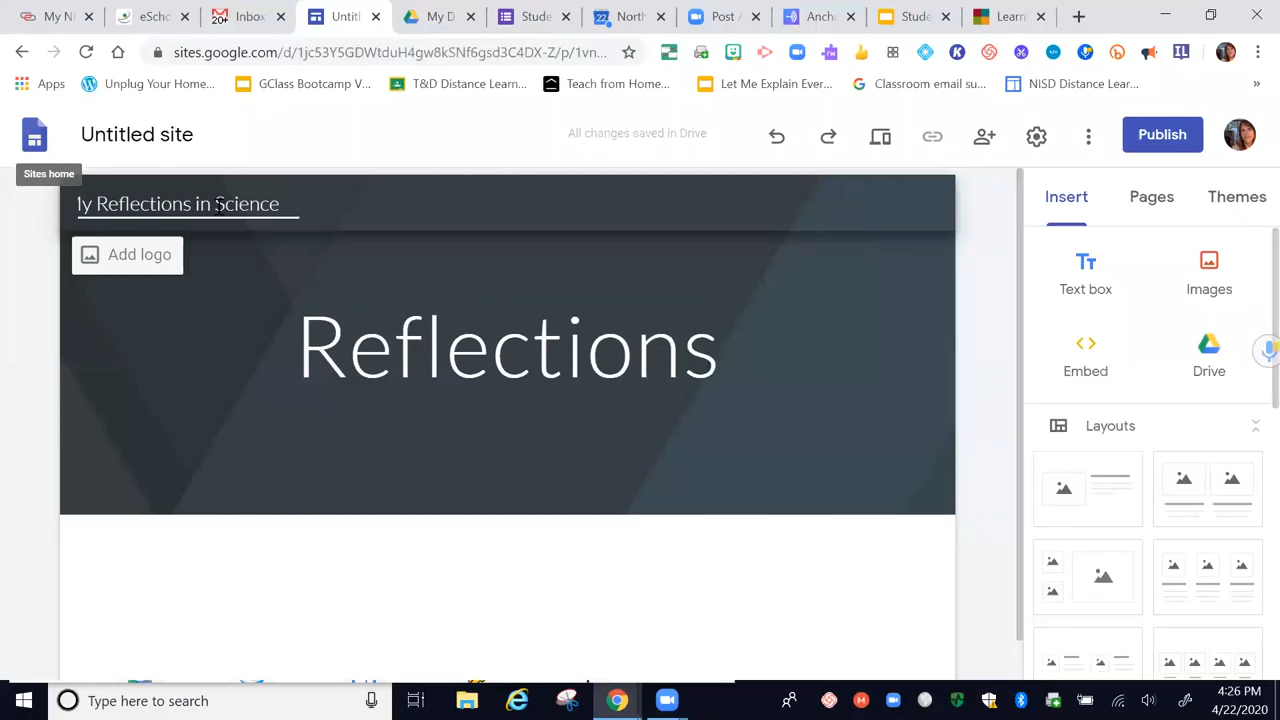 My N
eScho
20+
Inbox
Untitl
My D
Stude
22
North
Post
Ancho
Stude
Learn
sites.google.com/d/1jc53Y5GDWtduH4gw8kSNf6gsd3C4DX-Z/p/1vn...
Apps
Unplug Your Home...
GClass Bootcamp V...
T&D Distance Learn...
Teach from Home...
Let Me Explain Ever...
Classroom email su...
NISD Distance Lear...
»
Untitled site
All changes saved in Drive
Publish
Sites home
y Reflections in Science
Add logo
Reflections
Insert
Pages
Themes
Text box
Images
Embed
Drive
Layouts
Type here to search
4:26 PM
4/22/2020